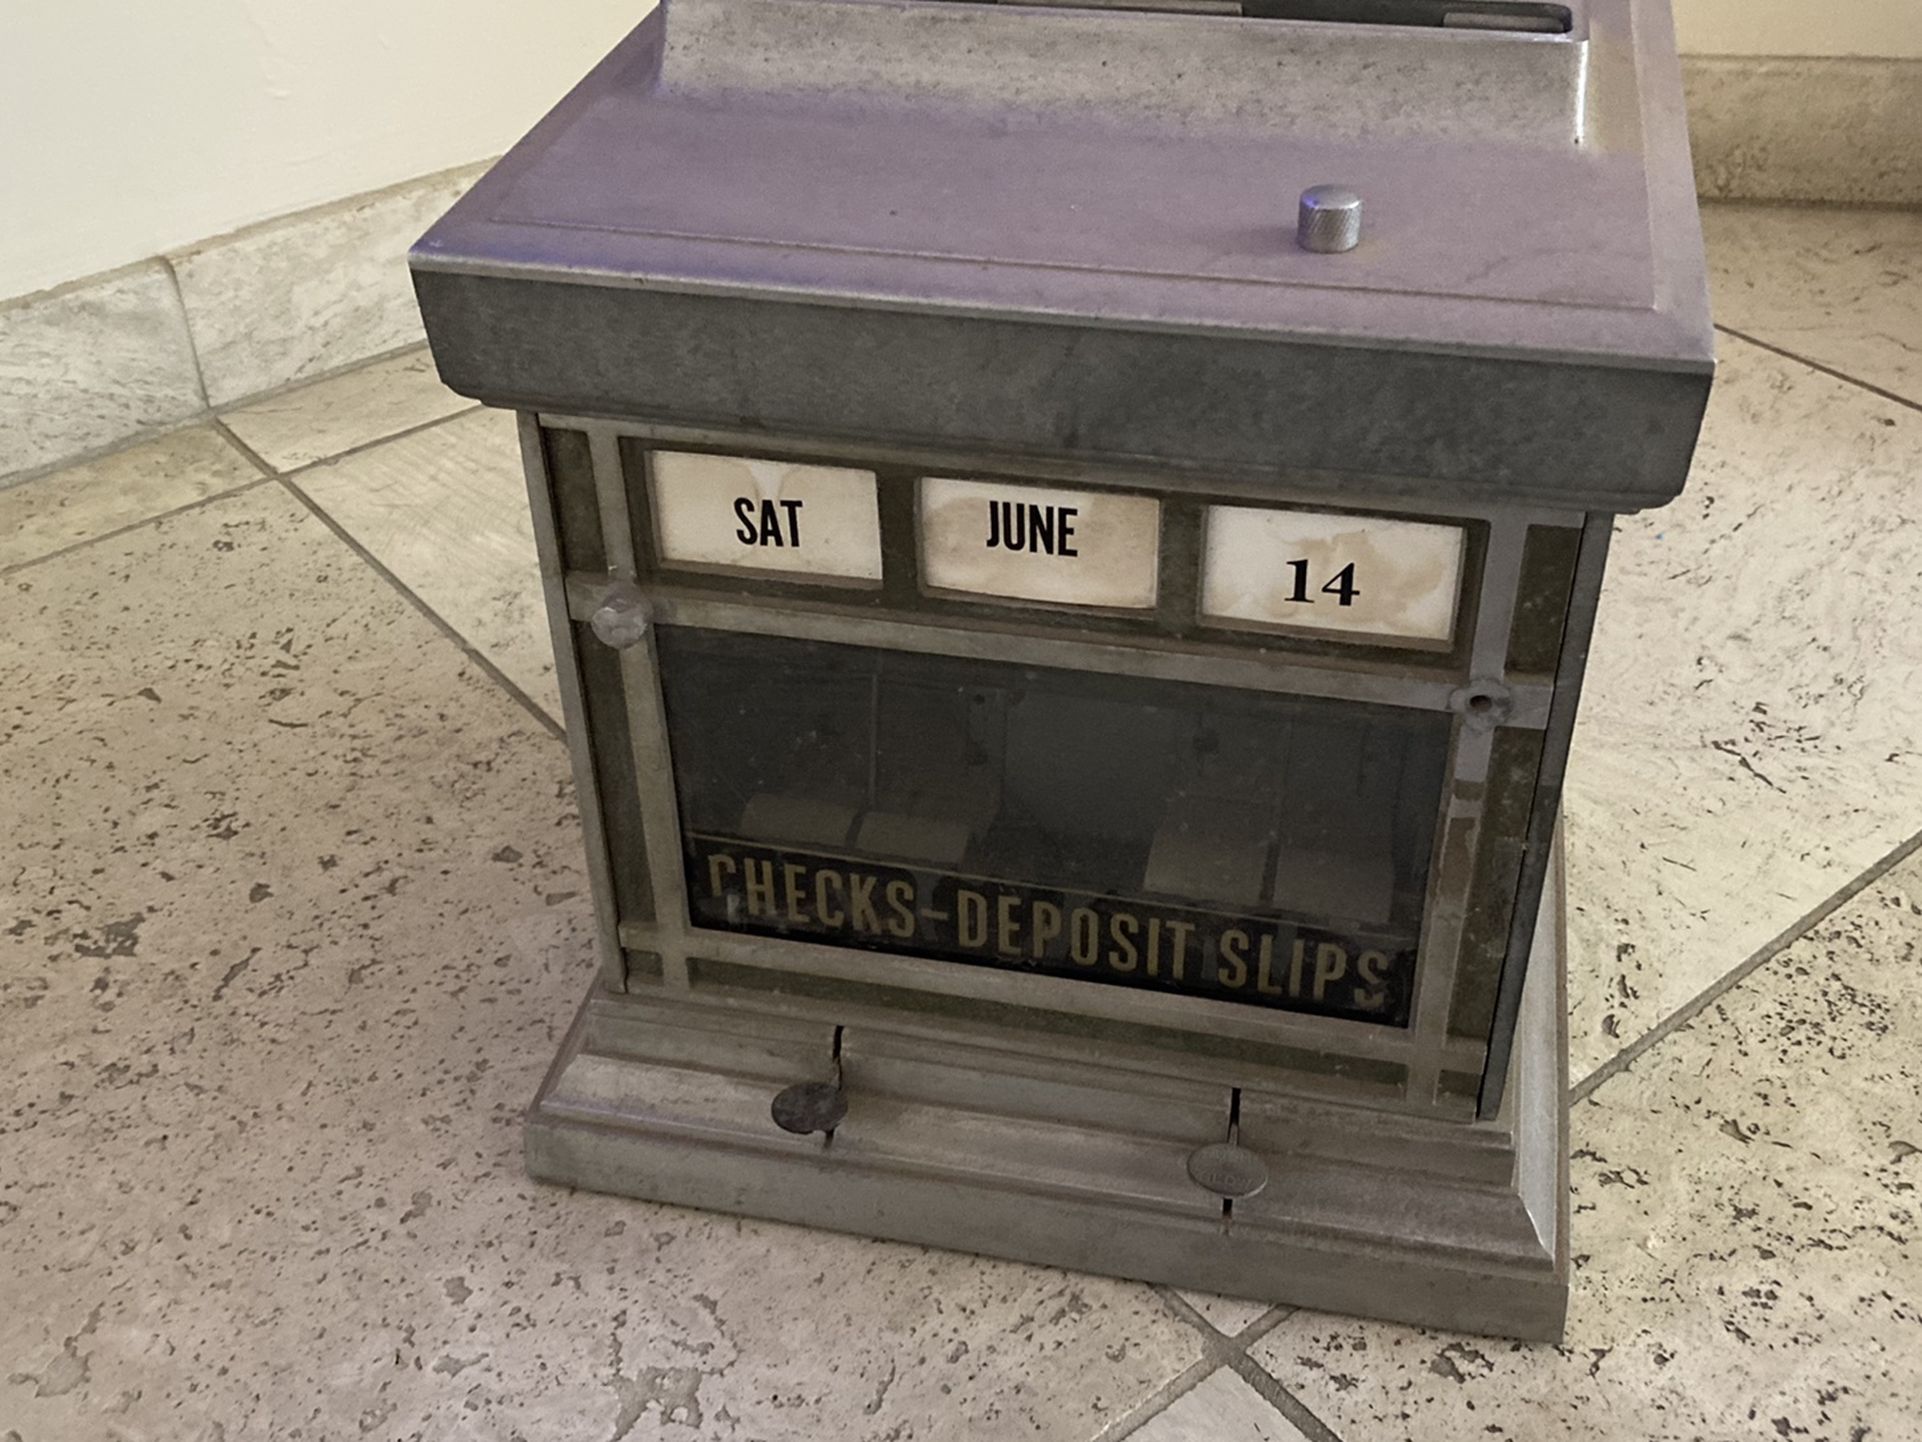 SAT JUNE 14
CHECKS-DEPOSIT SLIPS